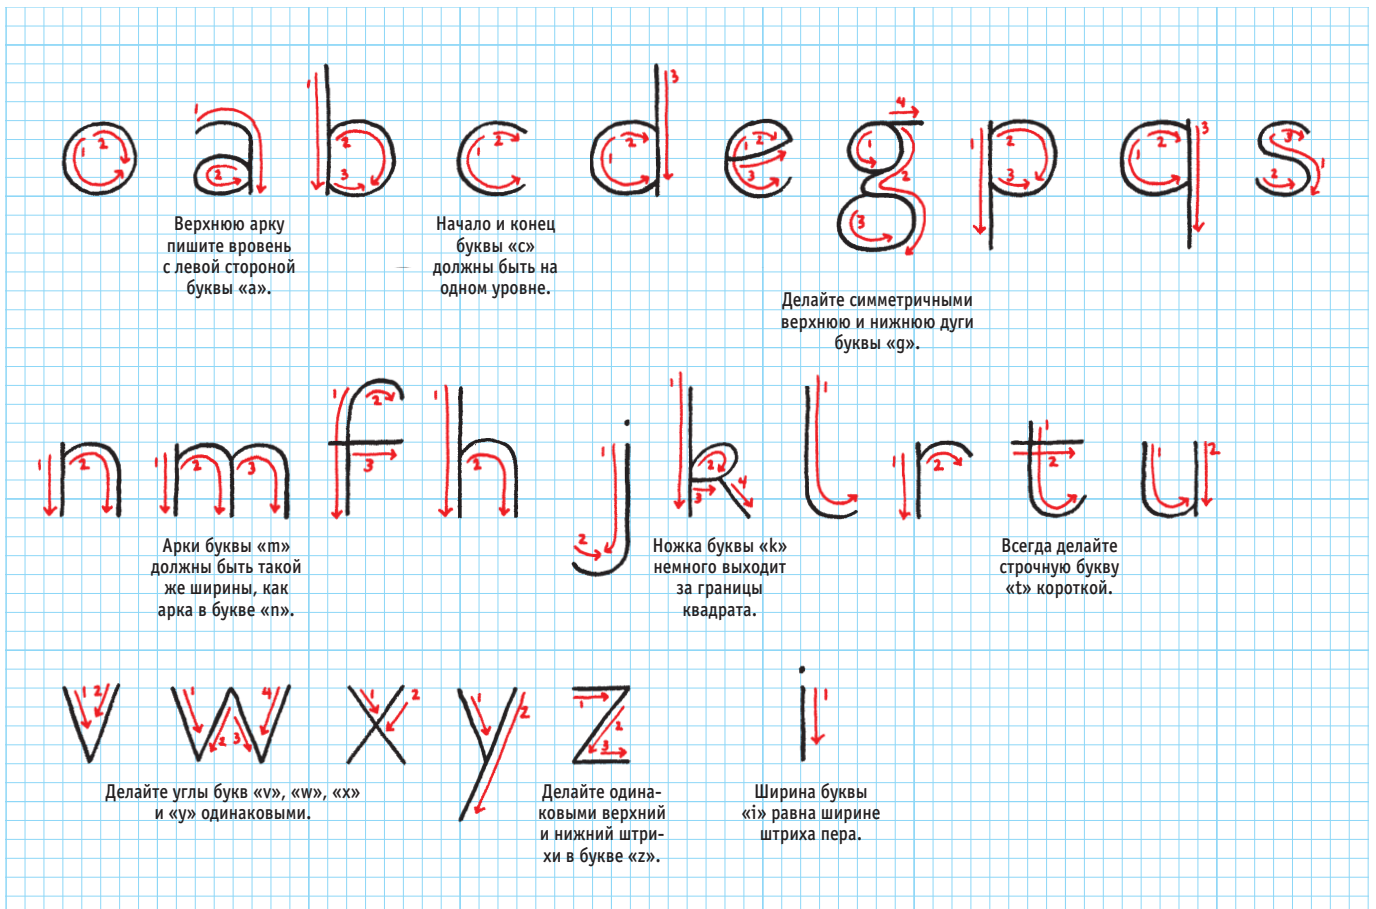 o a b c d e g p q s
Верхнюю арку
пишите вровень
с левой стороной
буквы «a».
Начало и конец
буквы «c»
должны быть на
одном уровне.
Делайте симметричными
верхнюю и нижнюю дуги
буквы «g».
n m f h j k l r t u
Арки буквы «m»
должны быть такой
же ширины, как
арка в букве «n».
Ножка буквы «k»
немного выходит
за границы
квадрата.
Всегда делайте
строчную букву
«t» короткой.
v w x y z i
Делайте углы букв «v», «w», «x»
и «y» одинаковыми.
Делайте одина-
ковыми верхний
и нижний штри-
хи в букве «z».
Ширина буквы
«i» равна ширине
штриха пера.